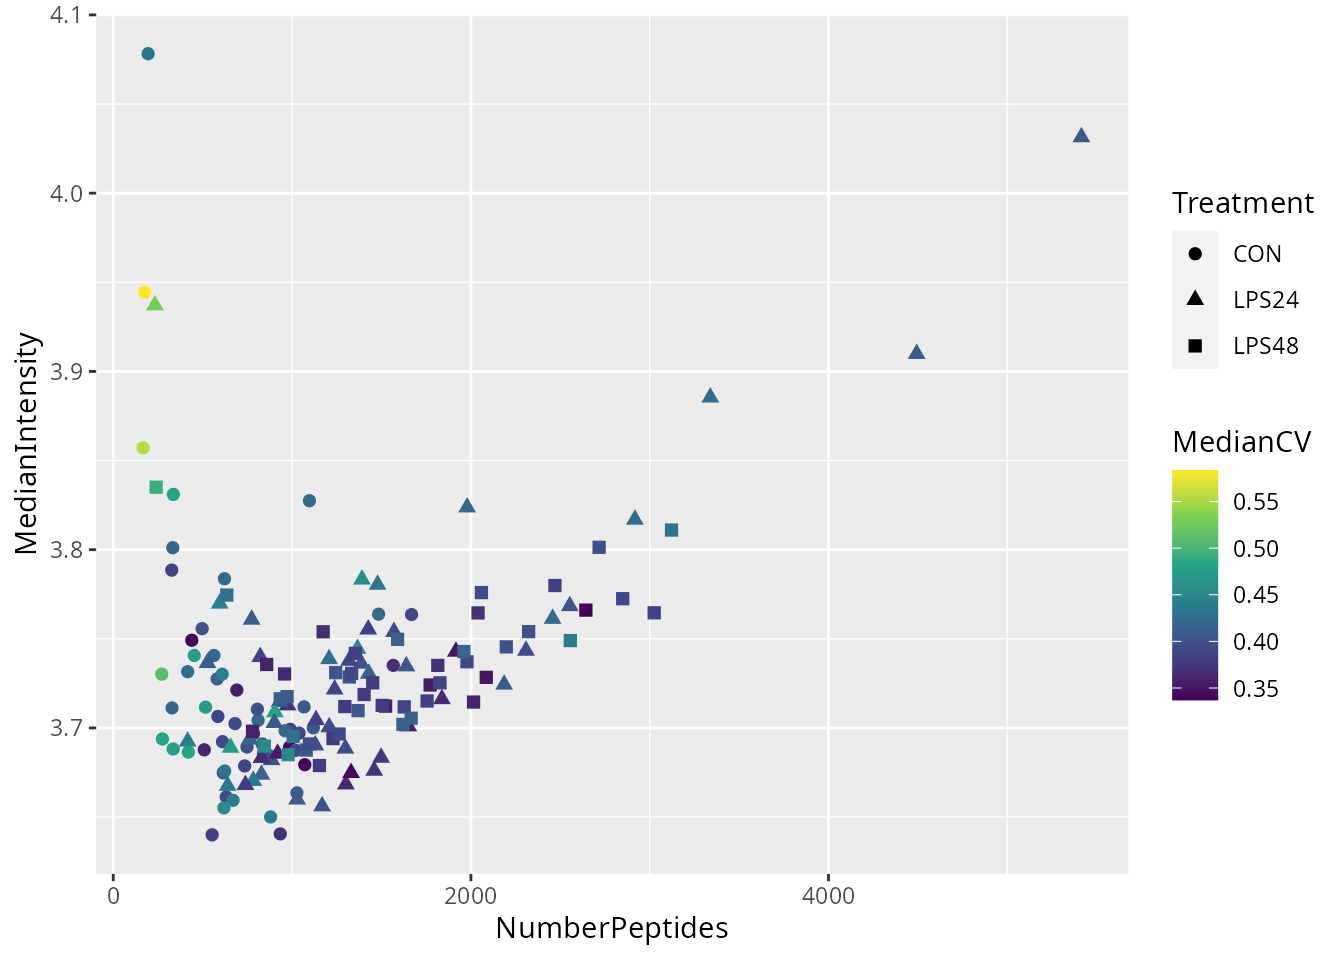 4.1
4.0
3.9
3.8
3.7
MedianIntensity
0
2000
4000
NumberPeptides
Treatment
CON
LPS24
LPS48
MedianCV
0.55
0.50
0.45
0.40
0.35